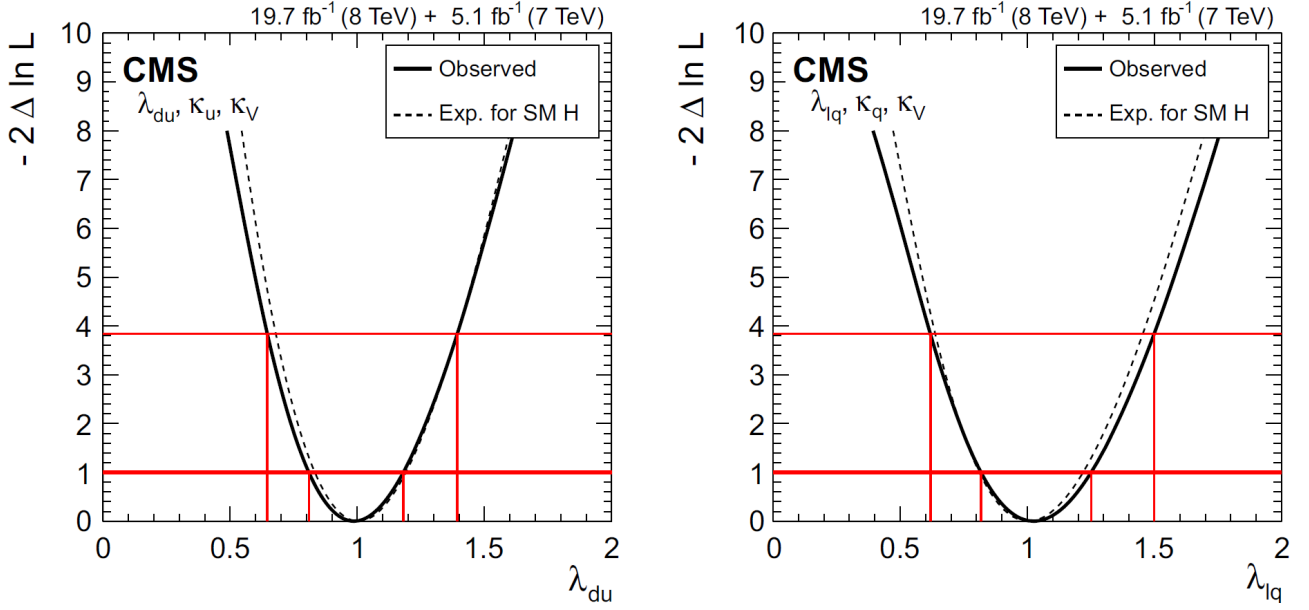 19.7 fb⁻¹ (8 TeV) + 5.1 fb⁻¹ (7 TeV)
- 2 Δ ln L
10
9
8
7
6
5
4
3
2
1
0
CMS
λdu, κu, κV
Observed
Exp. for SM H
0 0.5 1 1.5 2
λdu
19.7 fb⁻¹ (8 TeV) + 5.1 fb⁻¹ (7 TeV)
- 2 Δ ln L
10
9
8
7
6
5
4
3
2
1
0
CMS
λlq, κq, κV
Observed
Exp. for SM H
0 0.5 1 1.5 2
λlq